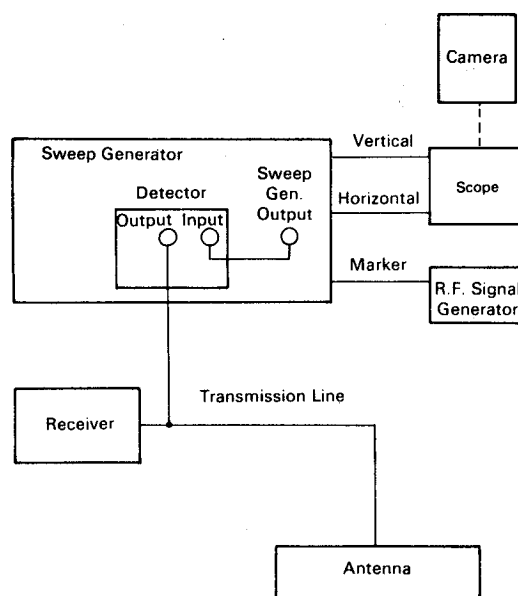 Camera
Vertical
Sweep Generator
Sweep
Gen.
Output
Detector
Output Input
Horizontal
Scope
Marker
R.F. Signal
Generator
Transmission Line
Receiver
Antenna